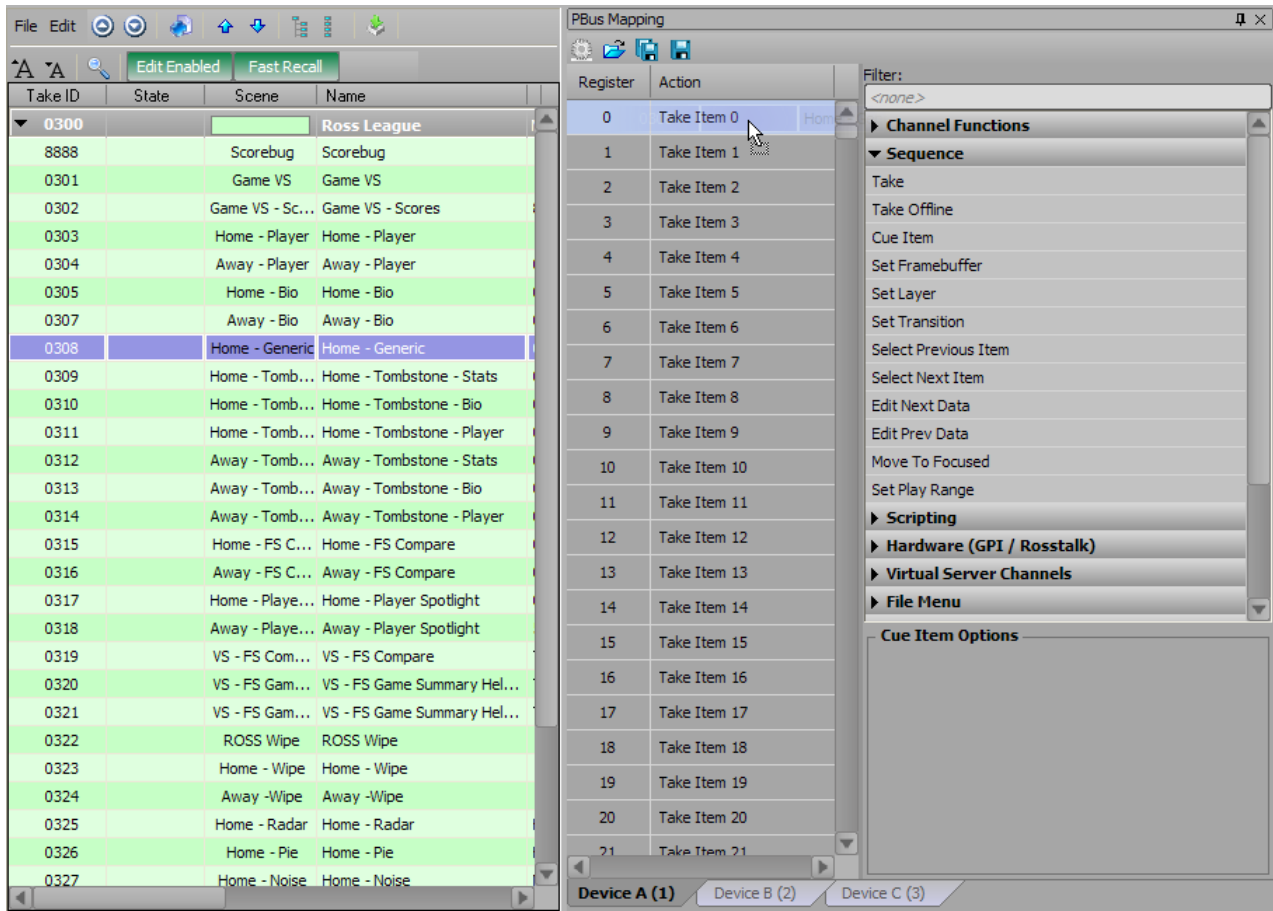 File Edit
A A Edit Enabled Fast Recall
Take ID State Scene Name
0300 Ross League
8888 Scorebug Scorebug
0301 Game VS Game VS
0302 Game VS - Sc... Game VS - Scores
0303 Home - Player Home - Player
0304 Away - Player Away - Player
0305 Home - Bio Home - Bio
0307 Away - Bio Away - Bio
0308 Home - Generic Home - Generic
0309 Home - Tomb... Home - Tombstone - Stats
0310 Home - Tomb... Home - Tombstone - Bio
0311 Home - Tomb... Home - Tombstone - Player
0312 Away - Tomb... Away - Tombstone - Stats
0313 Away - Tomb... Away - Tombstone - Bio
0314 Away - Tomb... Away - Tombstone - Player
0315 Home - FS C... Home - FS Compare
0316 Away - FS C... Away - FS Compare
0317 Home - Playe... Home - Player Spotlight
0318 Away - Playe... Away - Player Spotlight
0319 VS - FS Com... VS - FS Compare
0320 VS - FS Gam... VS - FS Game Summary Hel...
0321 VS - FS Gam... VS - FS Game Summary Hel...
0322 ROSS Wipe ROSS Wipe
0323 Home - Wipe Home - Wipe
0324 Away -Wipe Away -Wipe
0325 Home - Radar Home - Radar
0326 Home - Pie Home - Pie
0327 Home - Noise Home - Noise
PBus Mapping
Register Action
0 Take Item 0 Home
1 Take Item 1
2 Take Item 2
3 Take Item 3
4 Take Item 4
5 Take Item 5
6 Take Item 6
7 Take Item 7
8 Take Item 8
9 Take Item 9
10 Take Item 10
11 Take Item 11
12 Take Item 12
13 Take Item 13
14 Take Item 14
15 Take Item 15
16 Take Item 16
17 Take Item 17
18 Take Item 18
19 Take Item 19
20 Take Item 20
21 Take Item 21
Filter:
<none>
Channel Functions
Sequence
Take
Take Offline
Cue Item
Set Framebuffer
Set Layer
Set Transition
Select Previous Item
Select Next Item
Edit Next Data
Edit Prev Data
Move To Focused
Set Play Range
Scripting
Hardware (GPI / Rosstalk)
Virtual Server Channels
File Menu
Cue Item Options
Device A (1) Device B (2) Device C (3)